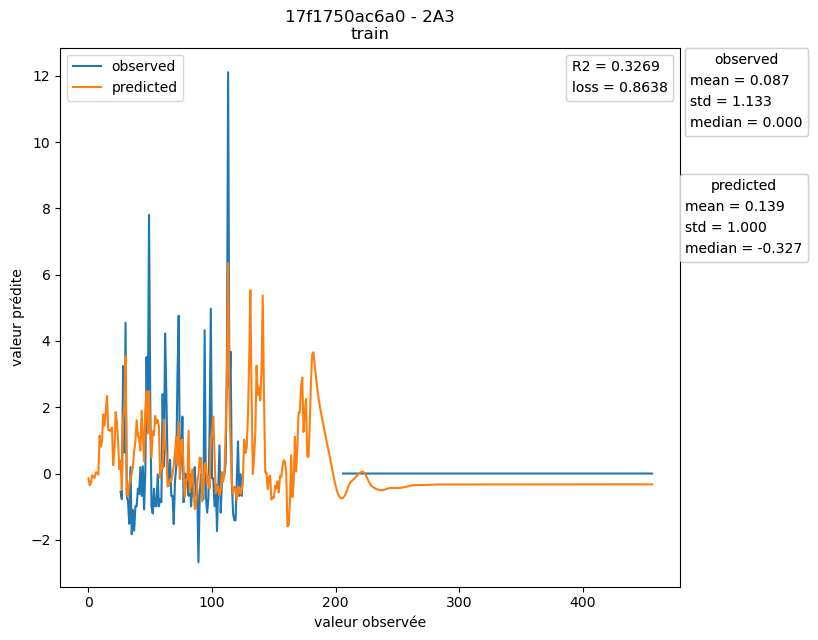 17f1750ac6a0 - 2A3
train
observed
predicted
R2 = 0.3269
loss = 0.8638
observed
mean = 0.087
std = 1.133
median = 0.000
predicted
mean = 0.139
std = 1.000
median = -0.327
valeur prédite
12
10
8
6
4
2
0
−2
0
100
200
300
400
valeur observée